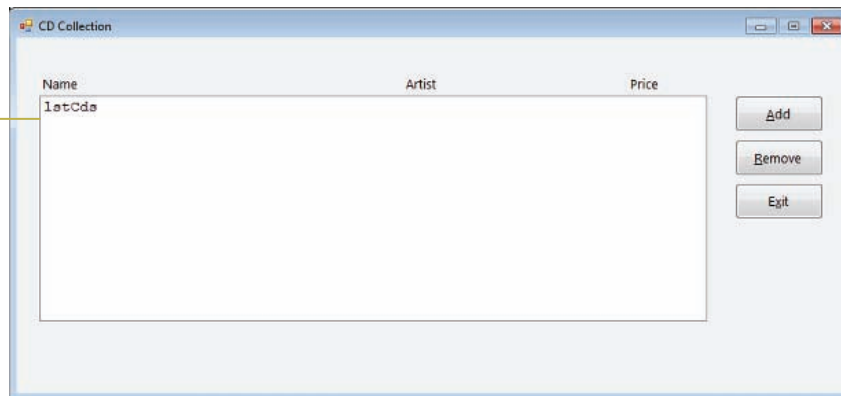 CD Collection
Name Artist Price
lstCds
Add
Remove
Exit